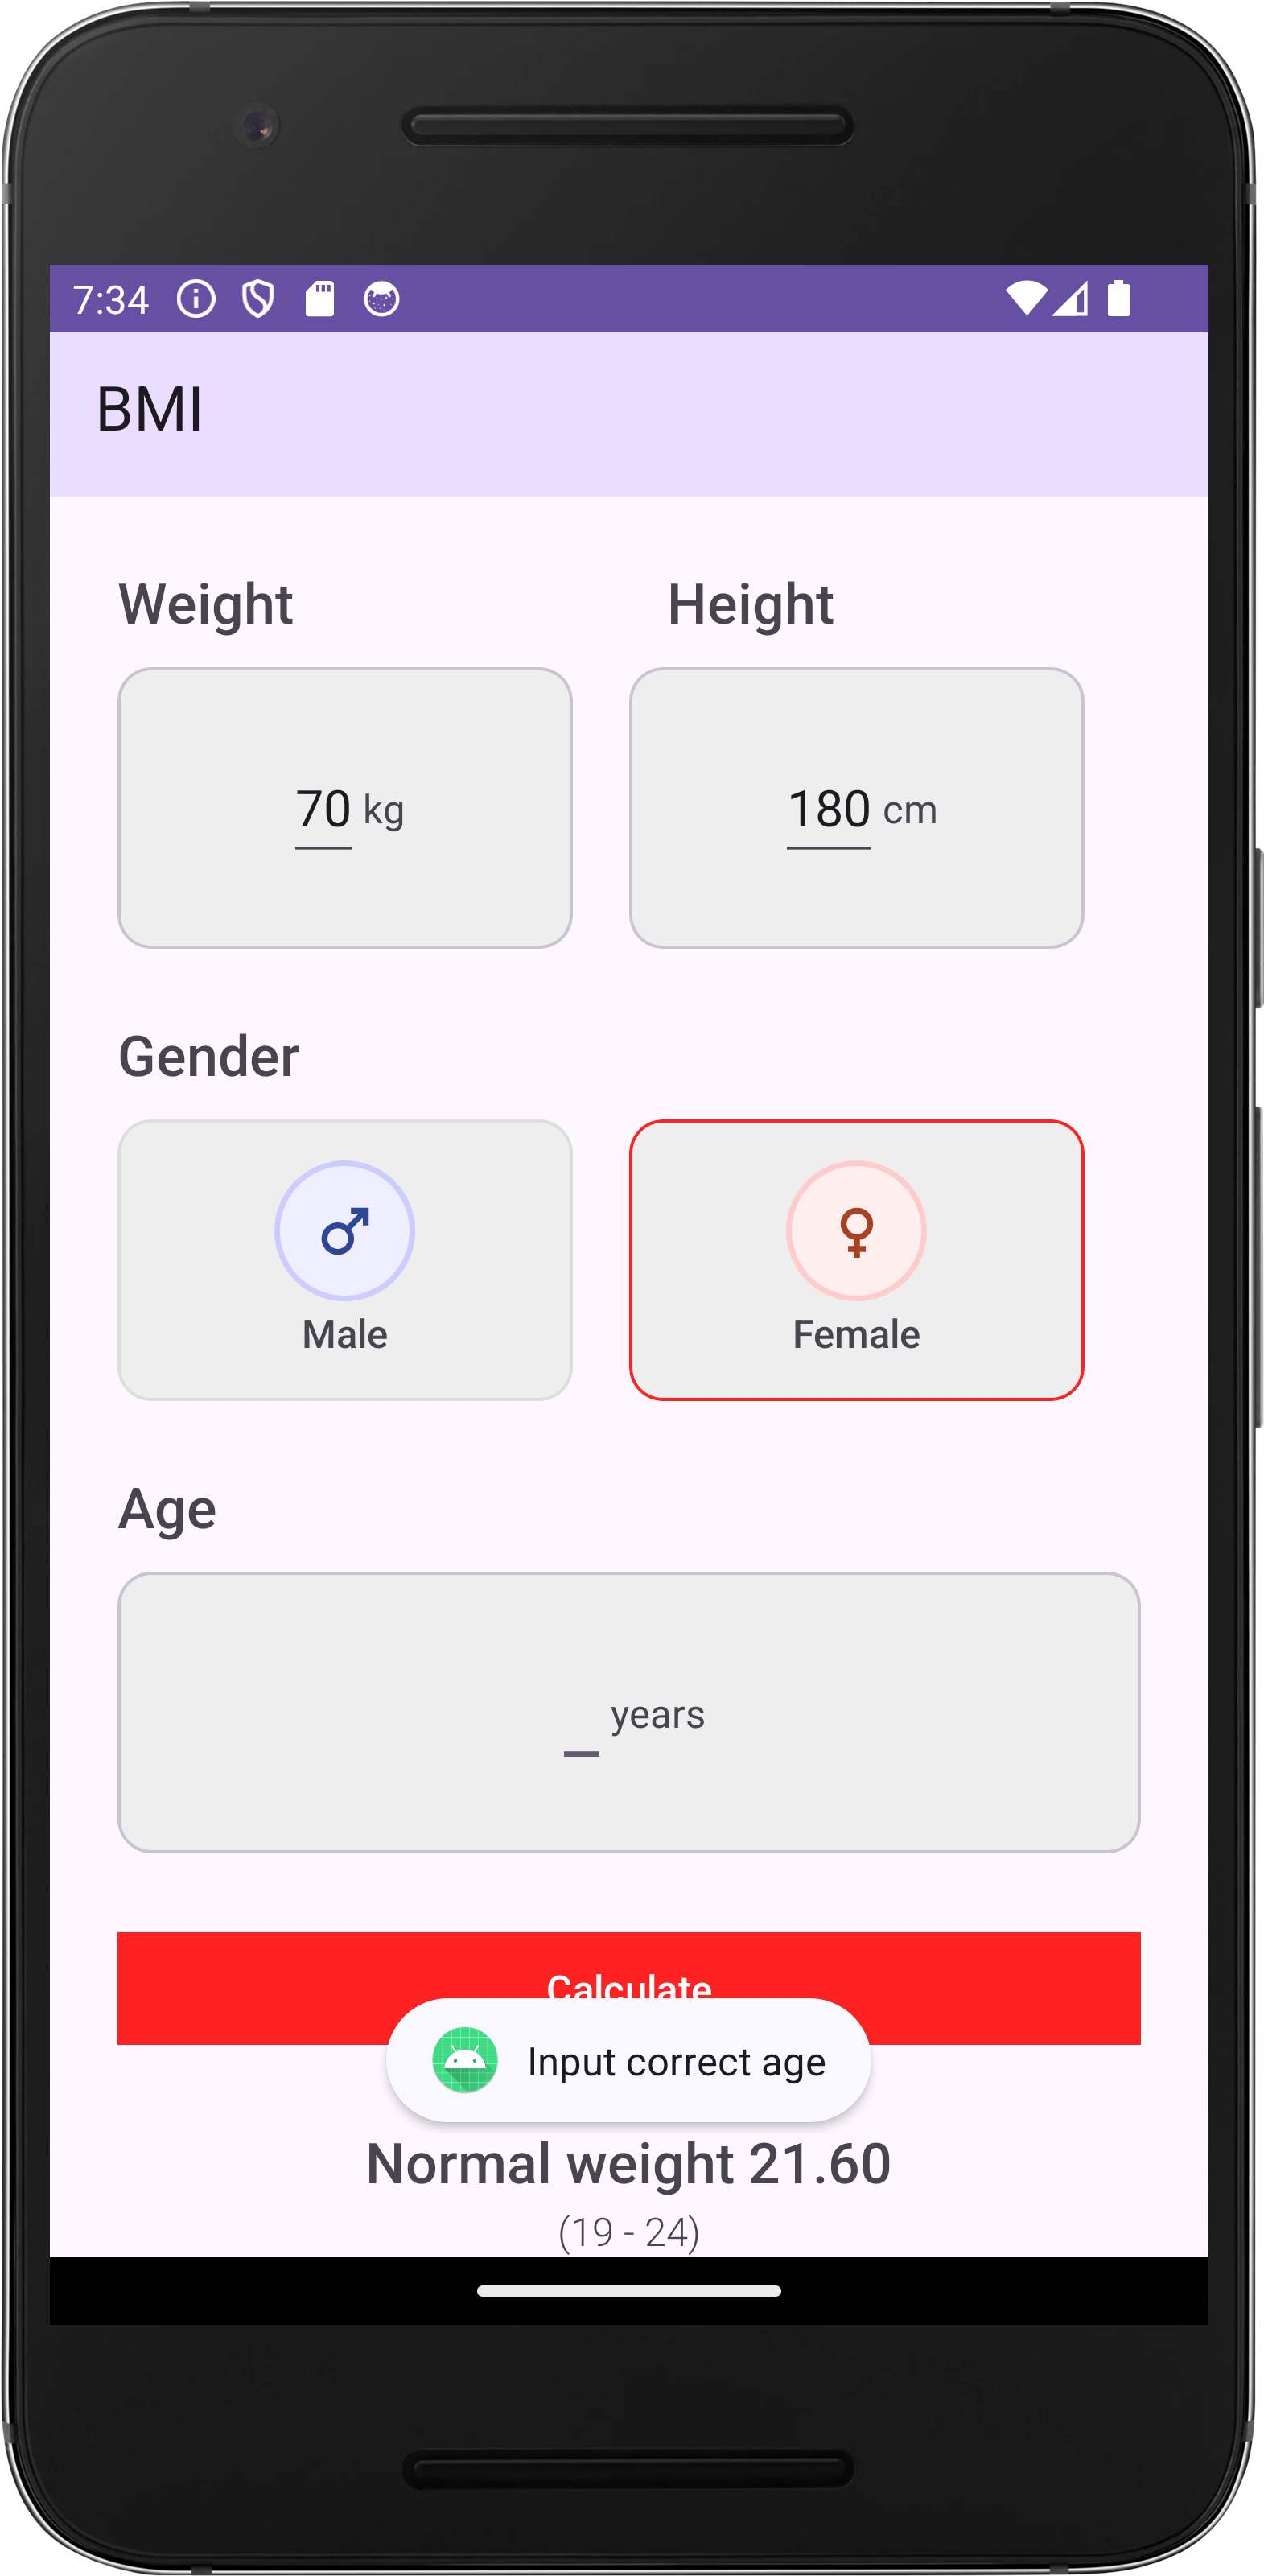 7:34
BMI
Weight Height
70 kg 180 cm
Gender
Male Female
Age
years
Calculate
Input correct age
Normal weight 21.60
(19 - 24)